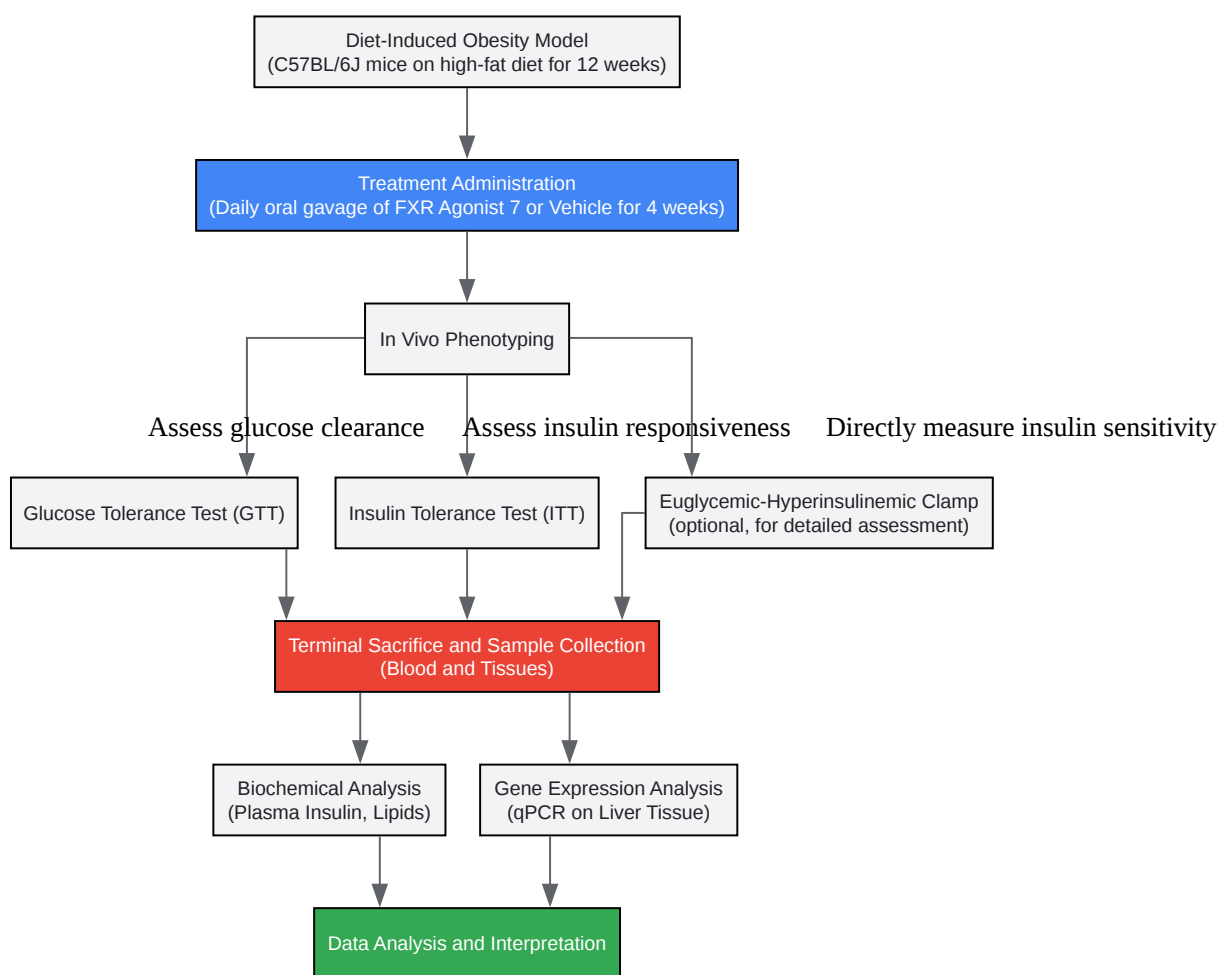 Diet-Induced Obesity Model
(C57BL/6J mice on high-fat diet for 12 weeks)
Treatment Administration
(Daily oral gavage of FXR Agonist 7 or Vehicle for 4 weeks)
In Vivo Phenotyping
Assess glucose clearance
Assess insulin responsiveness
Directly measure insulin sensitivity
Glucose Tolerance Test (GTT)
Insulin Tolerance Test (ITT)
Euglycemic-Hyperinsulinemic Clamp
(optional, for detailed assessment)
Terminal Sacrifice and Sample Collection
(Blood and Tissues)
Biochemical Analysis
(Plasma Insulin, Lipids)
Gene Expression Analysis
(qPCR on Liver Tissue)
Data Analysis and Interpretation